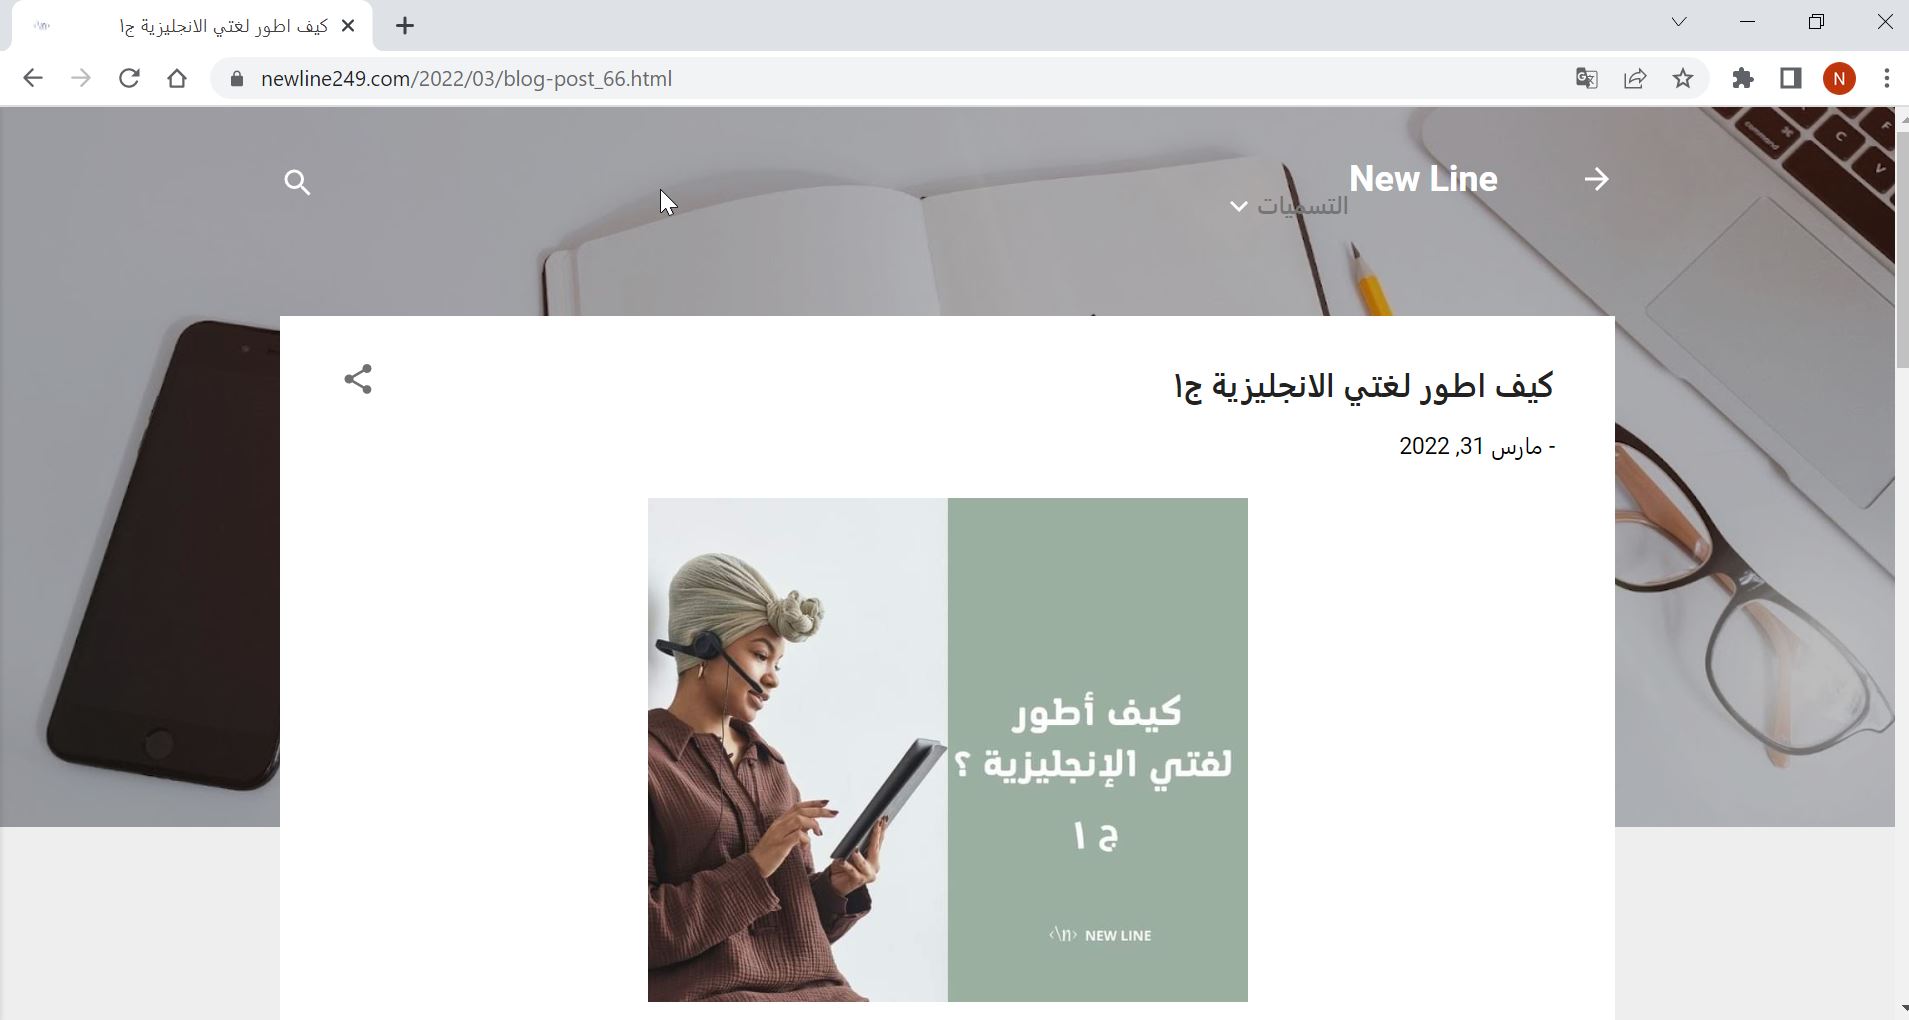 كيف اطور لغتي الانجليزية ج١
newline249.com/2022/03/blog-post_66.html
N
New Line
التسميات
كيف اطور لغتي الانجليزية ج١
- مارس 31, 2022
كيف أطور
لغتي الإنجليزية ؟
ج ١
<\n> NEW LINE
command
C
F
V